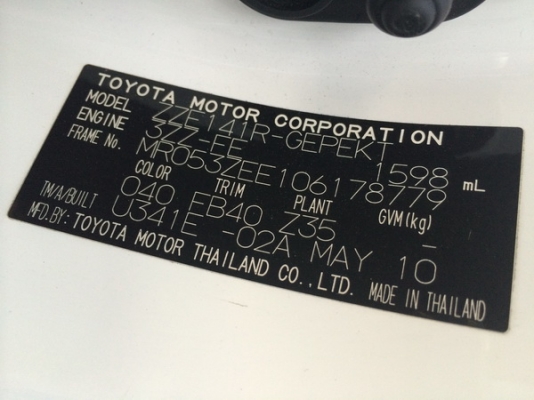 TOYOTA MOTOR CORPORATION
MODEL ZZE141R-GEPEKT
ENGINE 3ZZ-FE 1598 mL
FRAME No. MR053ZEE106178779
COLOR TRIM PLANT GVM(kg)
040 FB40 Z35 -
TM/A/BUILT U341E -02A MAY 10
MFD.BY: TOYOTA MOTOR THAILAND CO.,LTD. MADE IN THAILAND